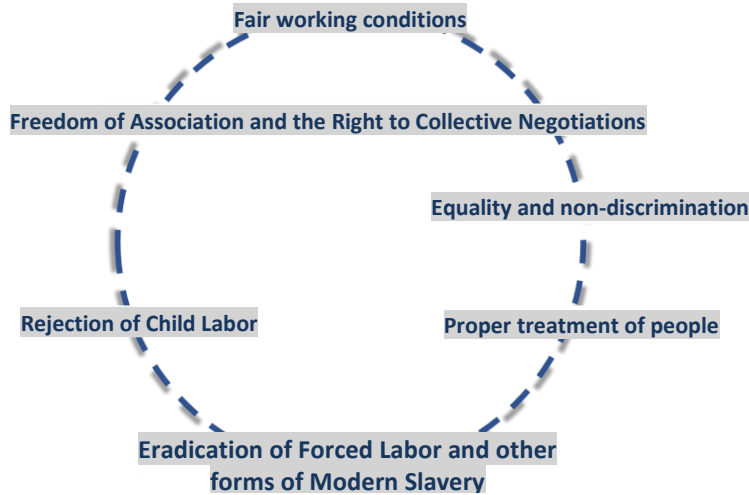 Fair working conditions
Freedom of Association and the Right to Collective Negotiations
Equality and non-discrimination
Rejection of Child Labor
Proper treatment of people
Eradication of Forced Labor and other
forms of Modern Slavery